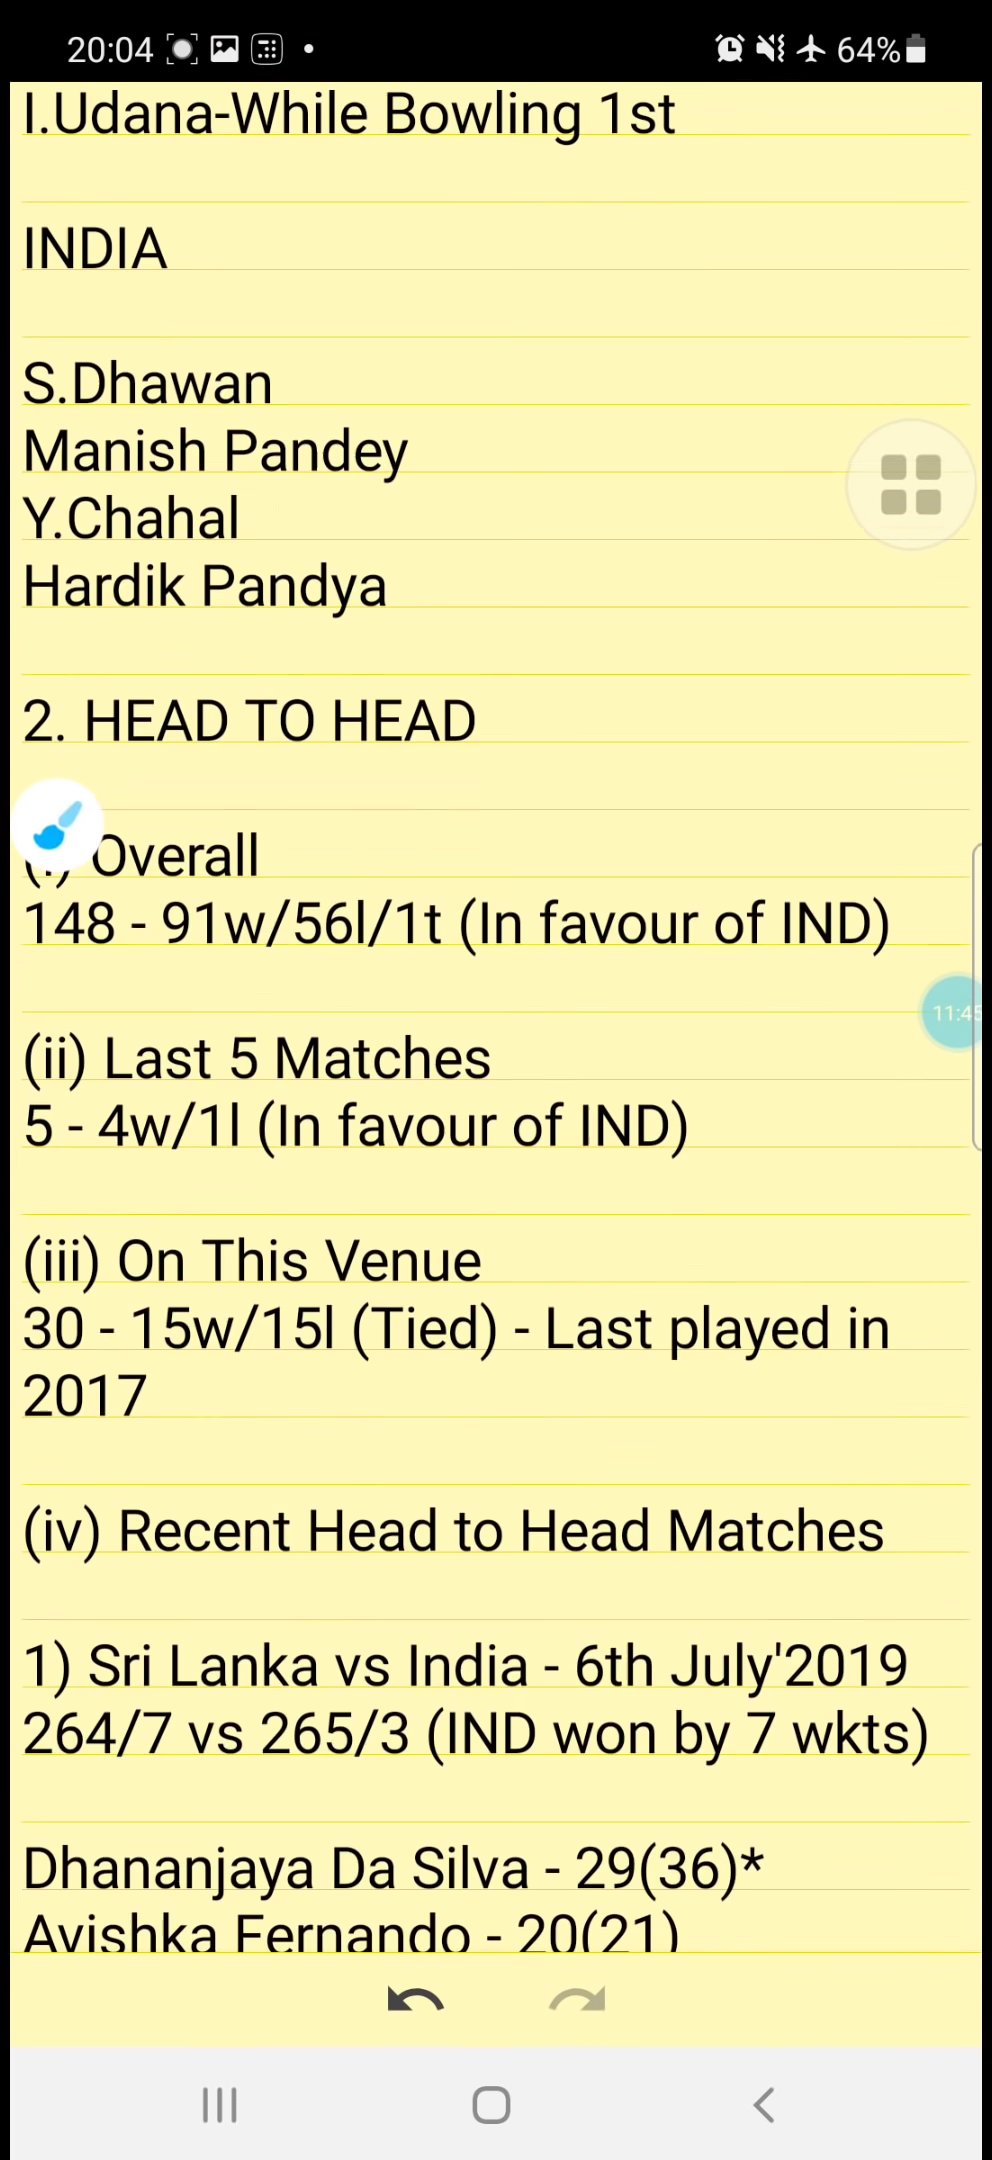 20:04
64%
I.Udana-While Bowling 1st
INDIA
S.Dhawan
Manish Pandey
Y.Chahal
Hardik Pandya
2. HEAD TO HEAD
Overall
148 - 91w/56l/1t (In favour of IND)
11:45
(ii) Last 5 Matches
5 - 4w/1l (In favour of IND)
(iii) On This Venue
30 - 15w/15l (Tied) - Last played in
2017
(iv) Recent Head to Head Matches
1) Sri Lanka vs India - 6th July'2019
264/7 vs 265/3 (IND won by 7 wkts)
Dhananjaya Da Silva - 29(36)*
Avishka Fernando - 20(21)